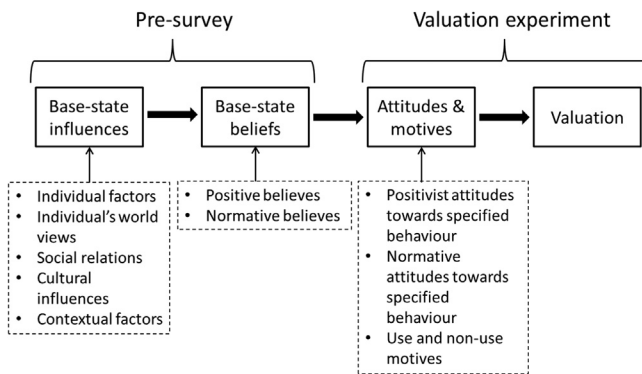 Pre-survey
Valuation experiment
Base-state
influences
Base-state
beliefs
Attitudes &
motives
Valuation
• Individual factors
• Individual's world
views
• Social relations
• Cultural
influences
• Contextual factors
• Positive believes
• Normative believes
• Positivist attitudes
towards specified
behaviour
• Normative
attitudes towards
specified
behaviour
• Use and non-use
motives